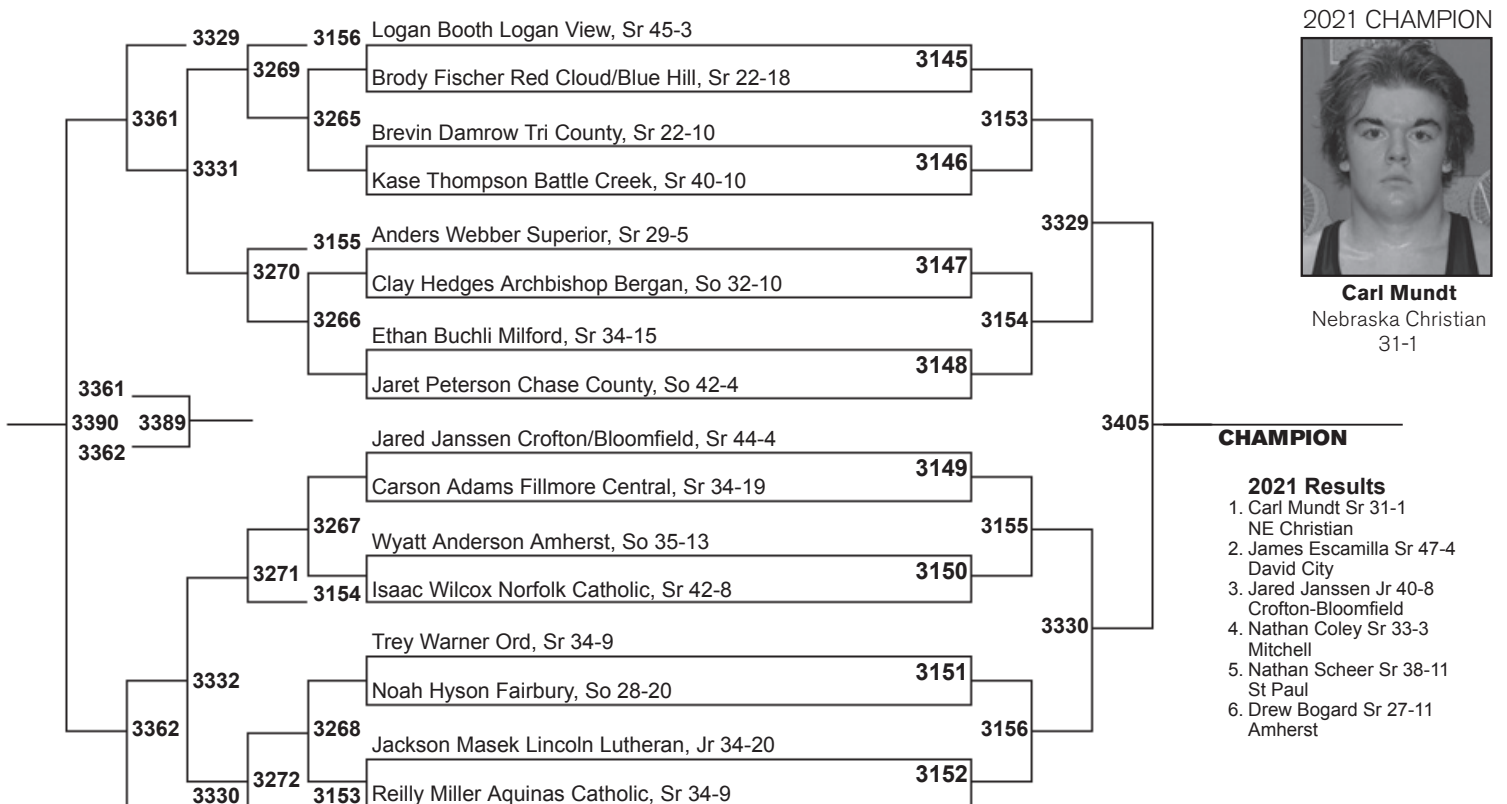 2021 CHAMPION
3329
3156
Logan Booth Logan View, Sr 45-3
3145
3269
Brody Fischer Red Cloud/Blue Hill, Sr 22-18
3361
3265
3153
Brevin Damrow Tri County, Sr 22-10
3331
3146
Kase Thompson Battle Creek, Sr 40-10
3329
3155
Anders Webber Superior, Sr 29-5
3147
3270
Clay Hedges Archbishop Bergan, So 32-10
Carl Mundt
Nebraska Christian
31-1
3266
3154
Ethan Buchli Milford, Sr 34-15
3148
Jaret Peterson Chase County, So 42-4
3361
3390
3389
3362
3405
CHAMPION
Jared Janssen Crofton/Bloomfield, Sr 44-4
3149
Carson Adams Fillmore Central, Sr 34-19
3267
3155
Wyatt Anderson Amherst, So 35-13
3271
3150
3154
Isaac Wilcox Norfolk Catholic, Sr 42-8
3330
Trey Warner Ord, Sr 34-9
3332
3151
Noah Hyson Fairbury, So 28-20
3362
3268
3156
Jackson Masek Lincoln Lutheran, Jr 34-20
3272
3152
3330
3153
Reilly Miller Aquinas Catholic, Sr 34-9
2021 Results
1. Carl Mundt Sr 31-1
NE Christian
2. James Escamilla Sr 47-4
David City
3. Jared Janssen Jr 40-8
Crofton-Bloomfield
4. Nathan Coley Sr 33-3
Mitchell
5. Nathan Scheer Sr 38-11
St Paul
6. Drew Bogard Sr 27-11
Amherst